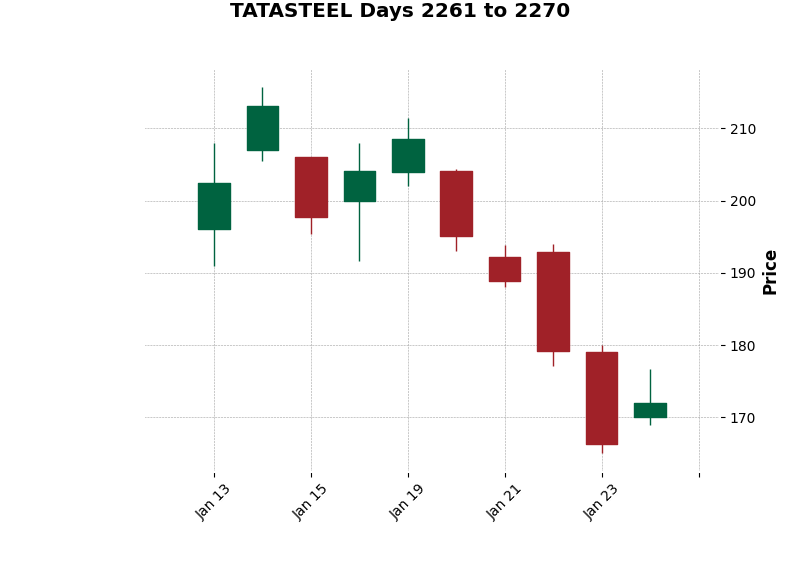 TATASTEEL Days 2261 to 2270
210
200
190
180
170
Price
Jan 13
Jan 15
Jan 19
Jan 21
Jan 23